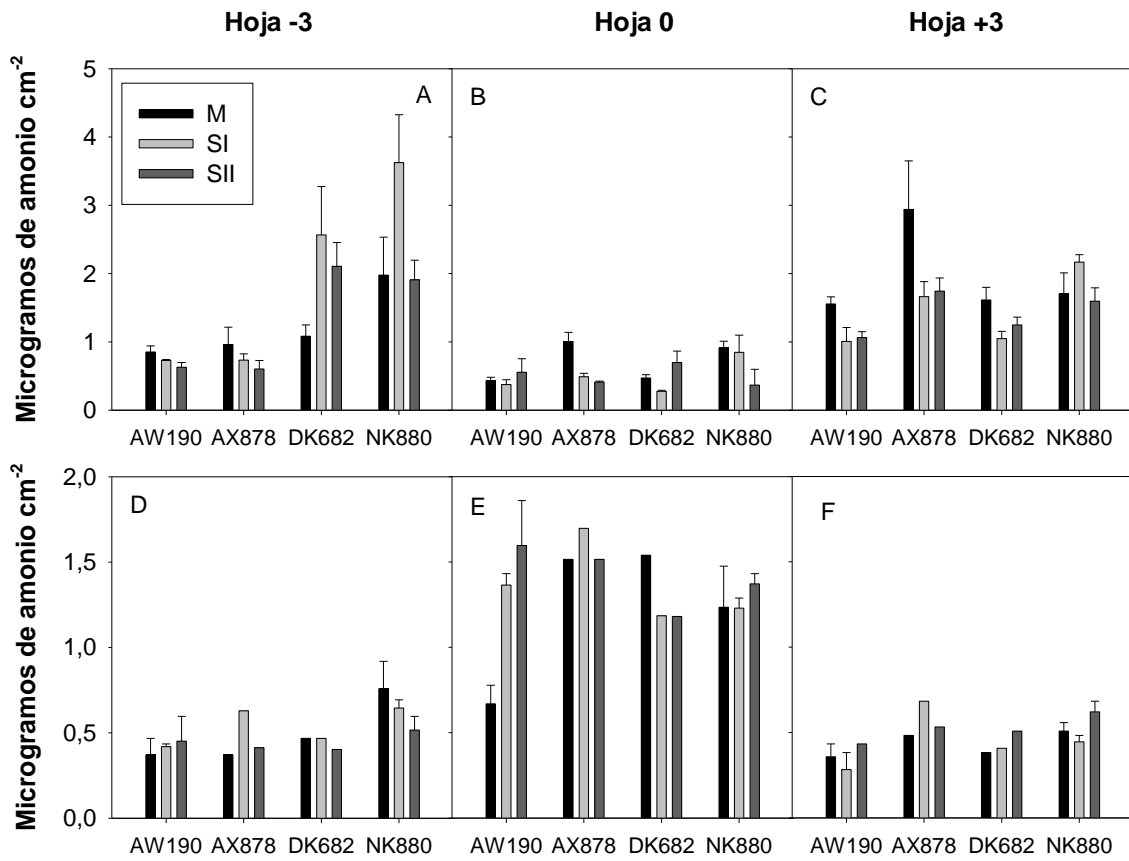 Hoja -3 Hoja 0 Hoja +3
Microgramos de amonio cm-2
5
4
3
2
1
0
M
SI
SII
A
B
C
AW190 AX878 DK682 NK880
AW190 AX878 DK682 NK880
AW190 AX878 DK682 NK880
Microgramos de amonio cm-2
2,0
1,5
1,0
0,5
0,0
D
E
F
AW190 AX878 DK682 NK880
AW190 AX878 DK682 NK880
AW190 AX878 DK682 NK880